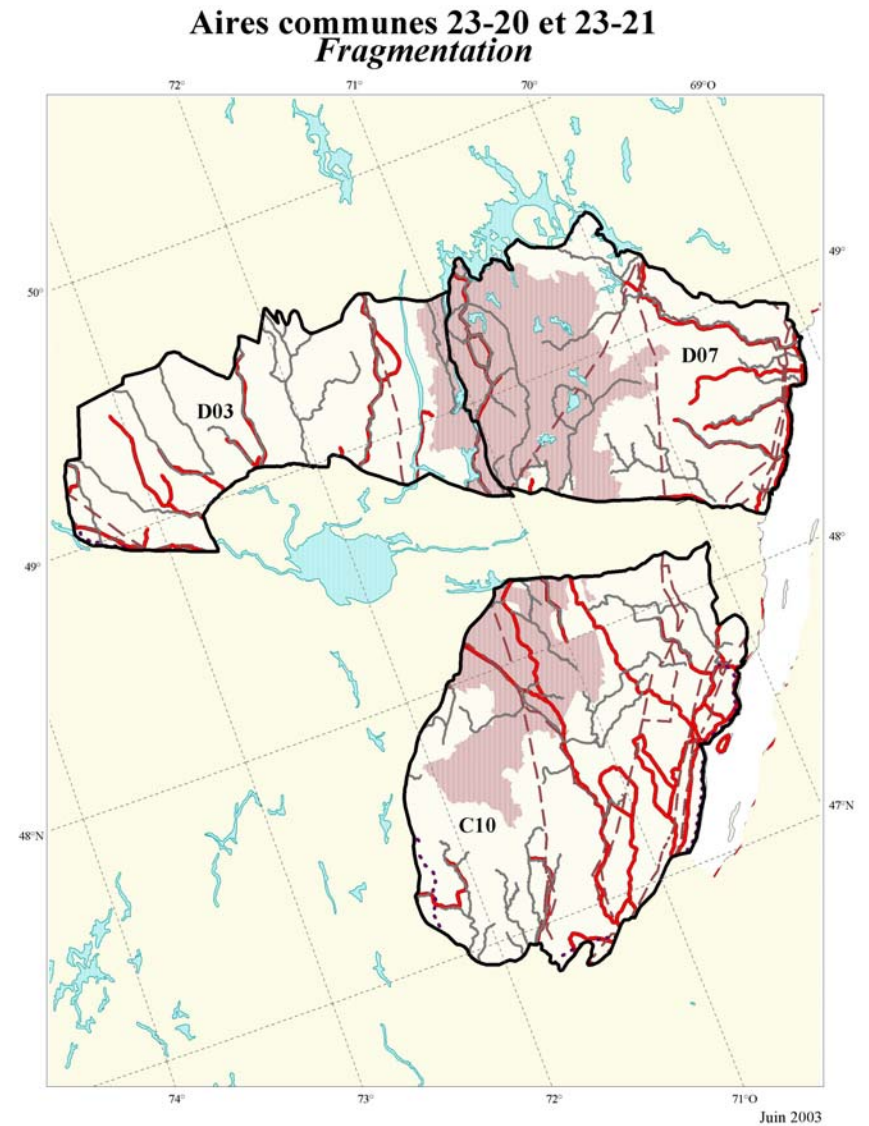 Aires communes 23-20 et 23-21
Fragmentation
72° 71° 70° 69°O
49°
50°
D07
D03
48°
49°
47°N
48°N
C10
74° 73° 72° 71°O
Juin 2003